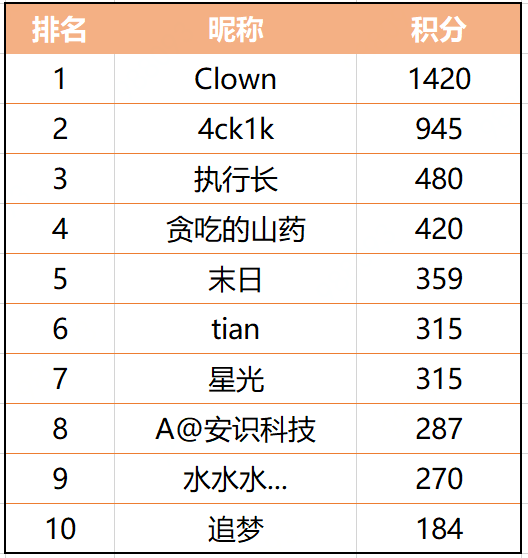 排名 昵称 积分
1 Clown 1420
2 4ck1k 945
3 执行长 480
4 贪吃的山药 420
5 末日 359
6 tian 315
7 星光 315
8 A@安识科技 287
9 水水水... 270
10 追梦 184